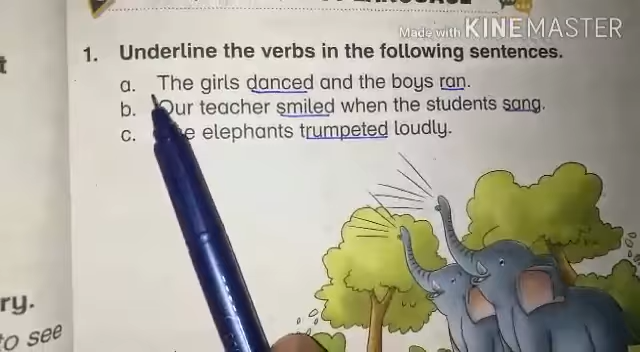 LANGUAGE
Made with KINEMASTER
t
1. Underline the verbs in the following sentences.
a. The girls danced and the boys ran.
b. Our teacher smiled when the students sang.
c. elephants trumpeted loudly.
ry.
to see